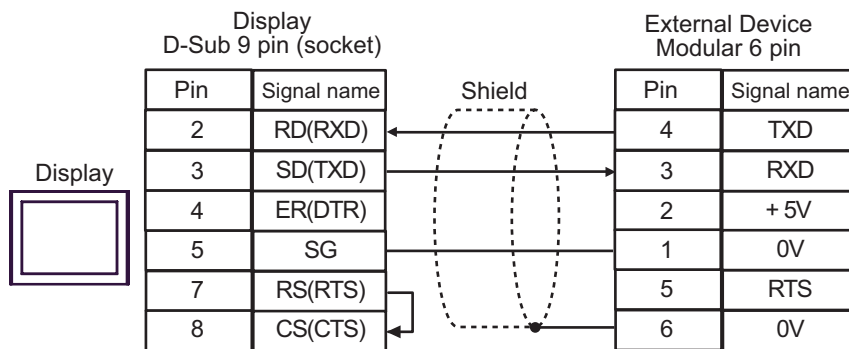 Display
D-Sub 9 pin (socket)
External Device
Modular 6 pin
Pin Signal name Shield Pin Signal name
2 RD(RXD) 4 TXD
3 SD(TXD) 3 RXD
Display
4 ER(DTR) 2 +5V
5 SG 1 0V
7 RS(RTS) 5 RTS
8 CS(CTS) 6 0V